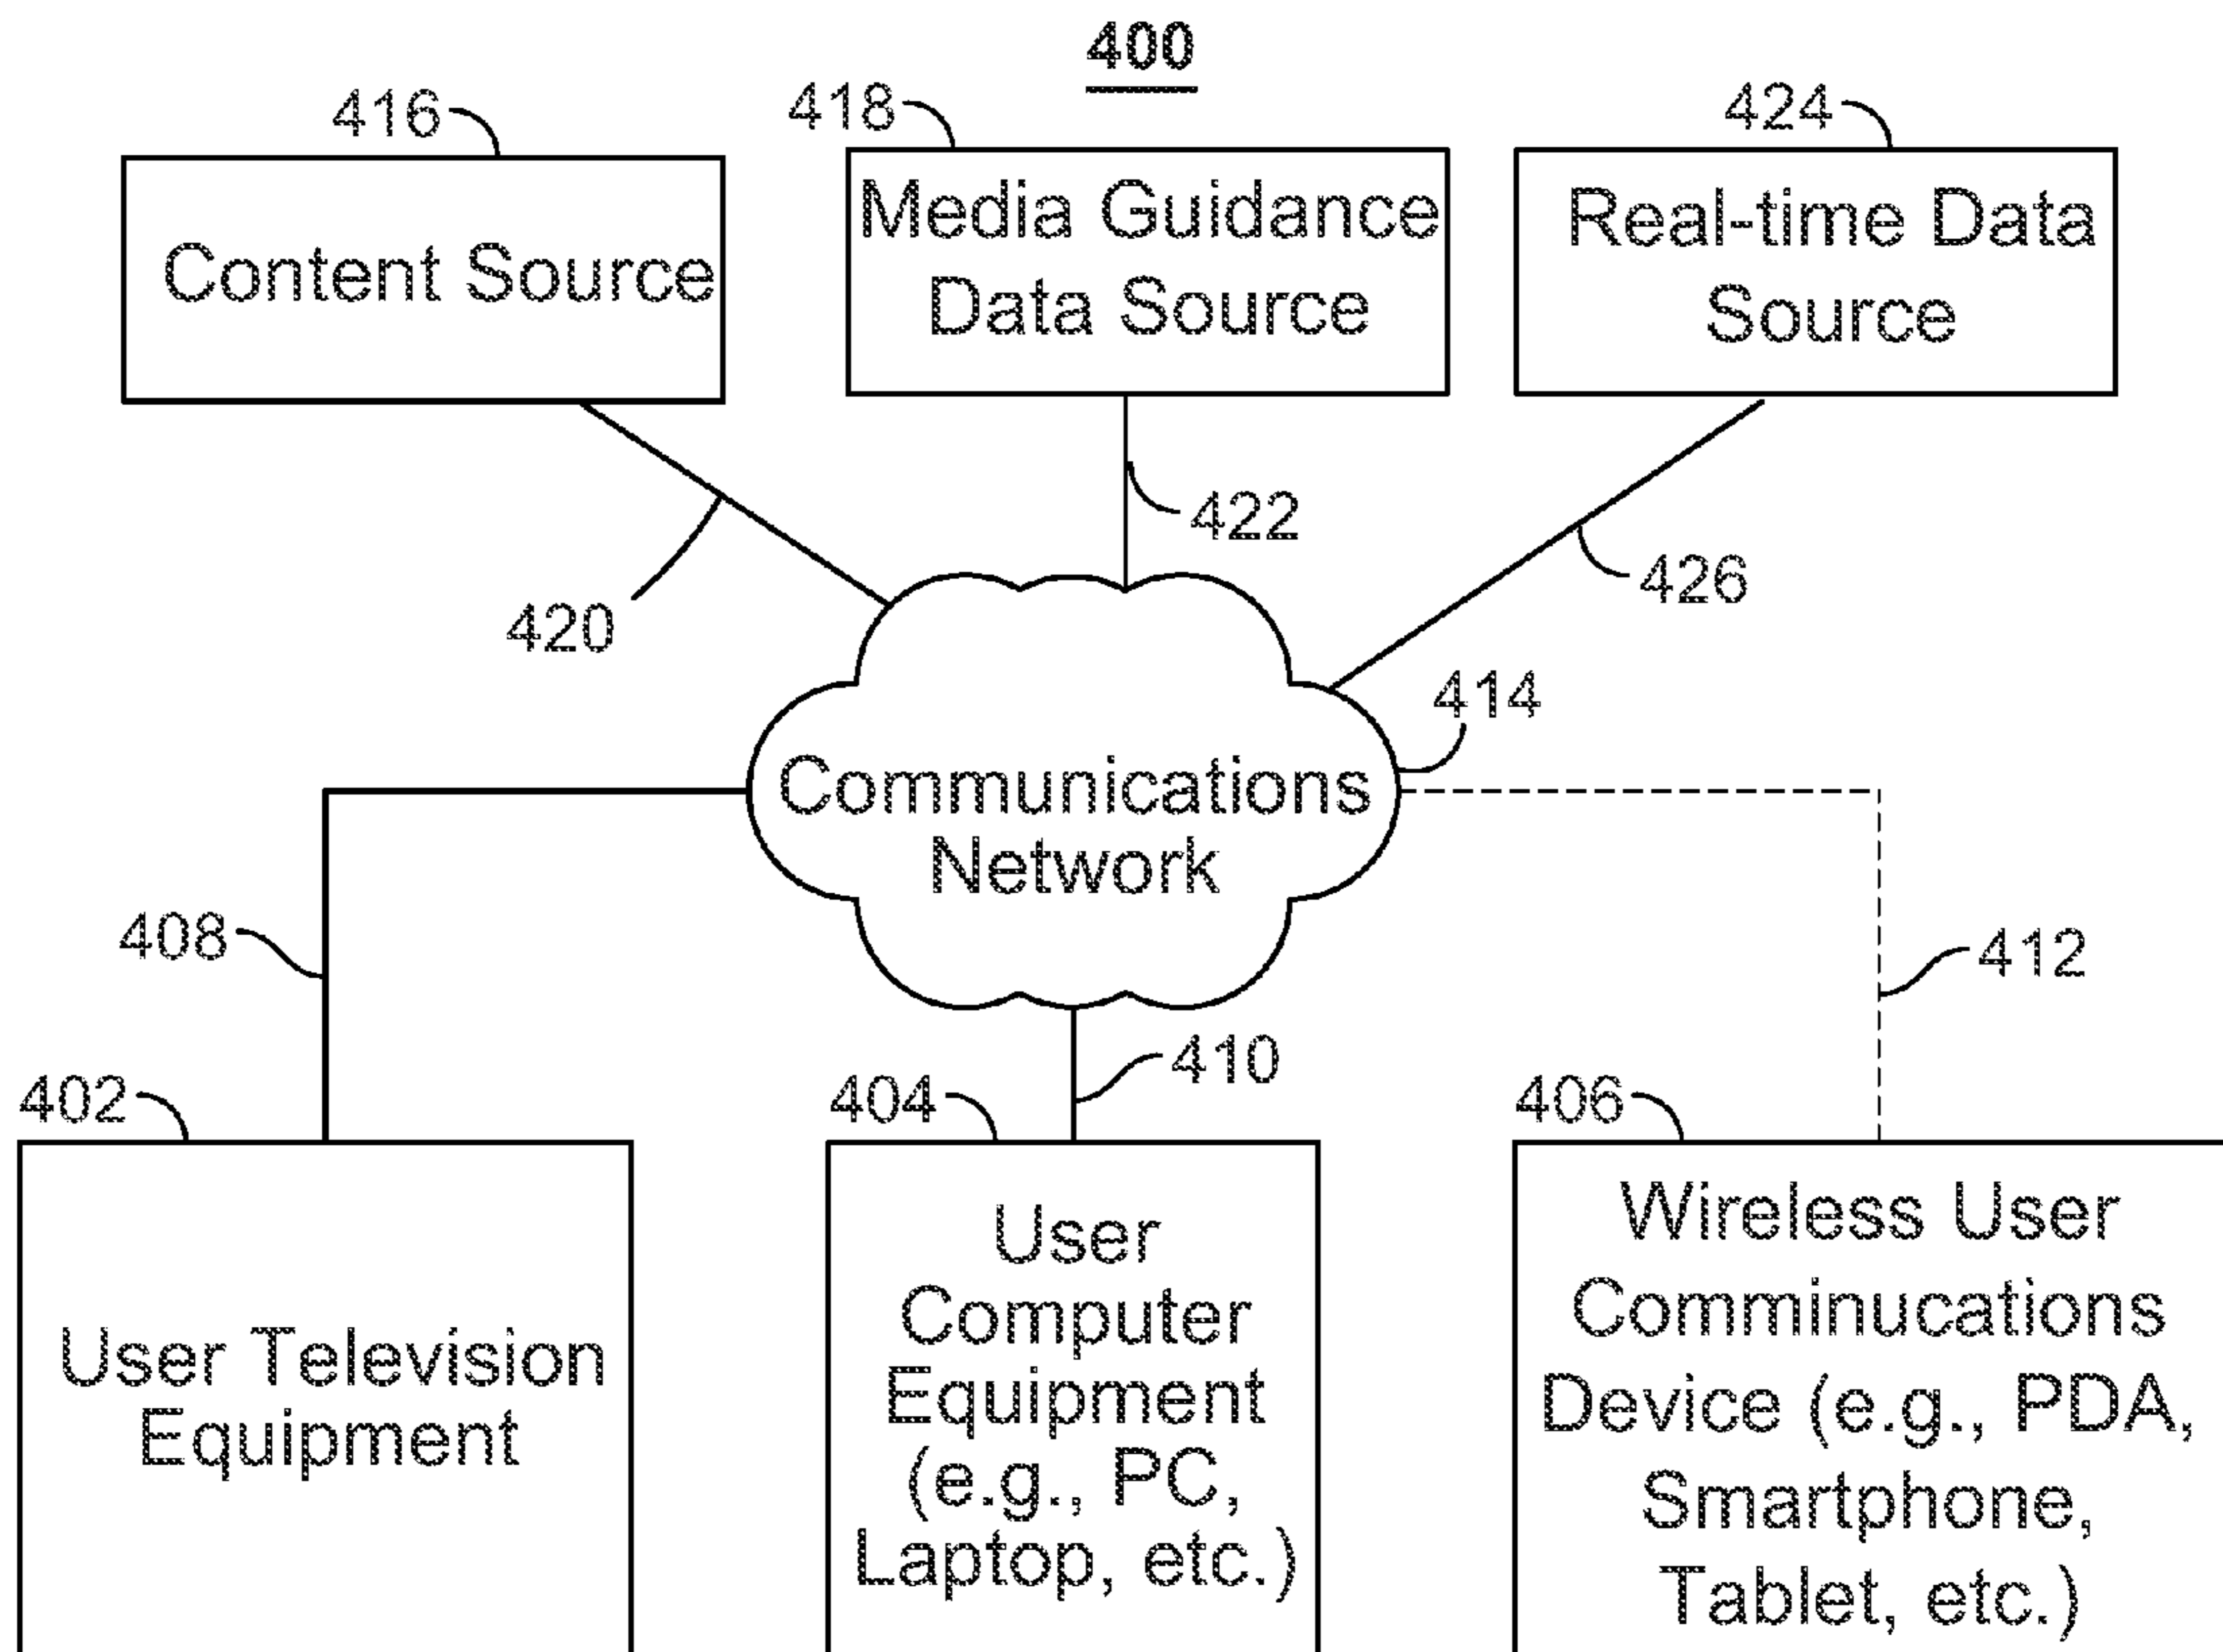 400
416
418
424
Content Source
Media Guidance
Data Source
Real-time Data
Source
420
422
426
414
Communications
Network
408
412
410
402
404
406
User Television
Equipment
User
Computer
Equipment
(e.g., PC,
Laptop, etc.)
Wireless User
Comminucations
Device (e.g., PDA,
Smartphone,
Tablet, etc.)